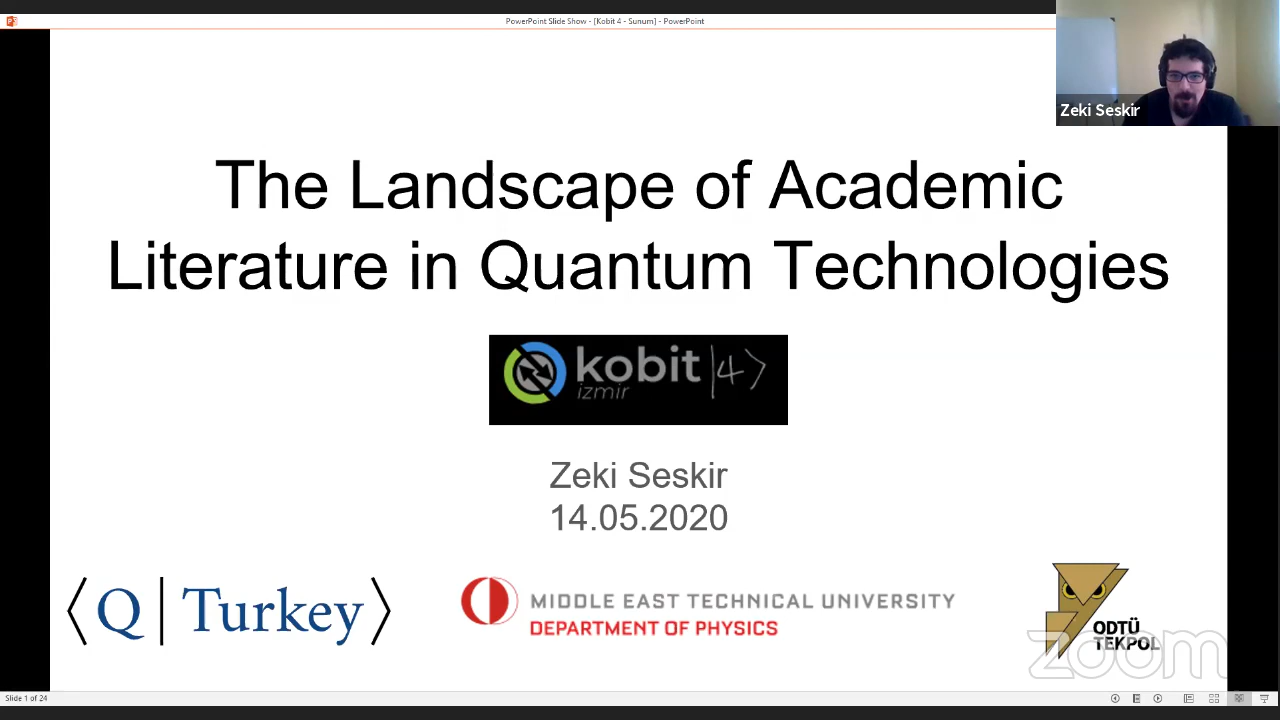 PowerPoint Slide Show - [Kobit 4 - Sunum] - PowerPoint
Zeki Seskir
The Landscape of Academic
Literature in Quantum Technologies
kobit |4⟩
izmir
Zeki Seskir
14.05.2020
⟨Q|Turkey⟩
MIDDLE EAST TECHNICAL UNIVERSITY
DEPARTMENT OF PHYSICS
ODTÜ
TEKPOL
zoom
Slide 1 of 24